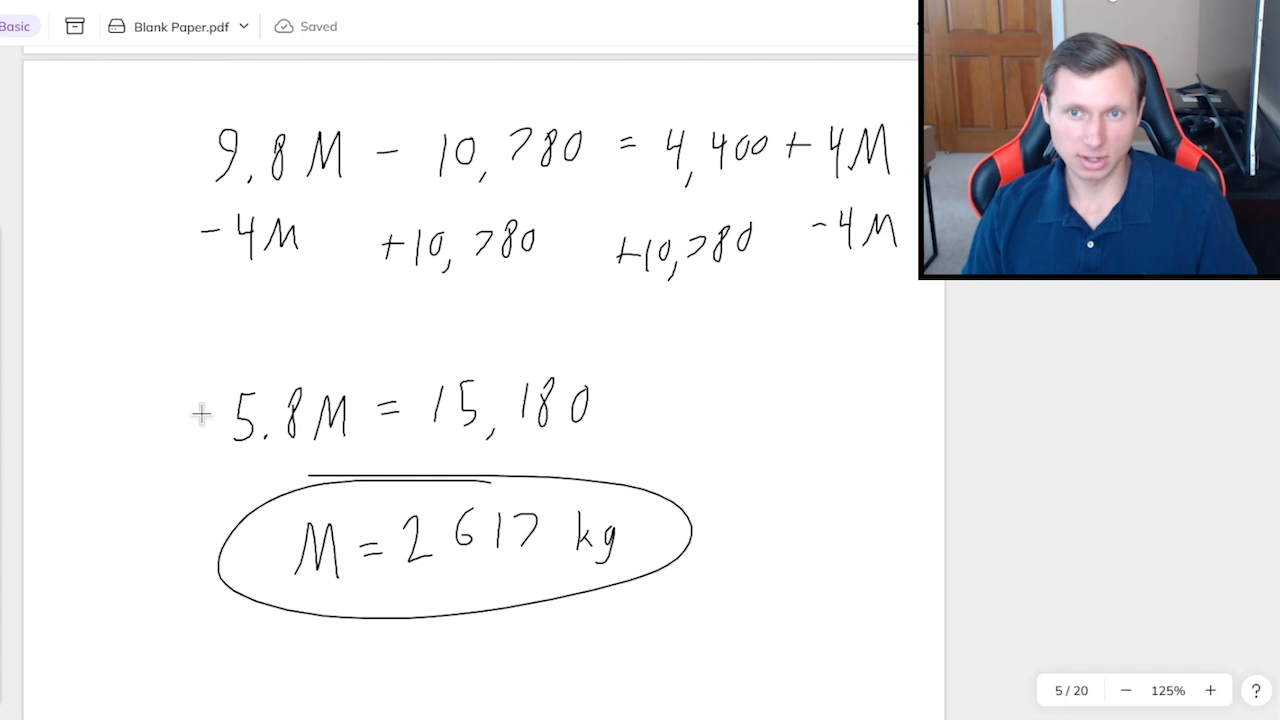 Basic Blank Paper.pdf Saved
9.8M - 10,780 = 4,400 + 4M
- 4M +10,780 +10,780 - 4M
5.8M = 15,180
M = 2617 kg
5 / 20 − 125% + ?